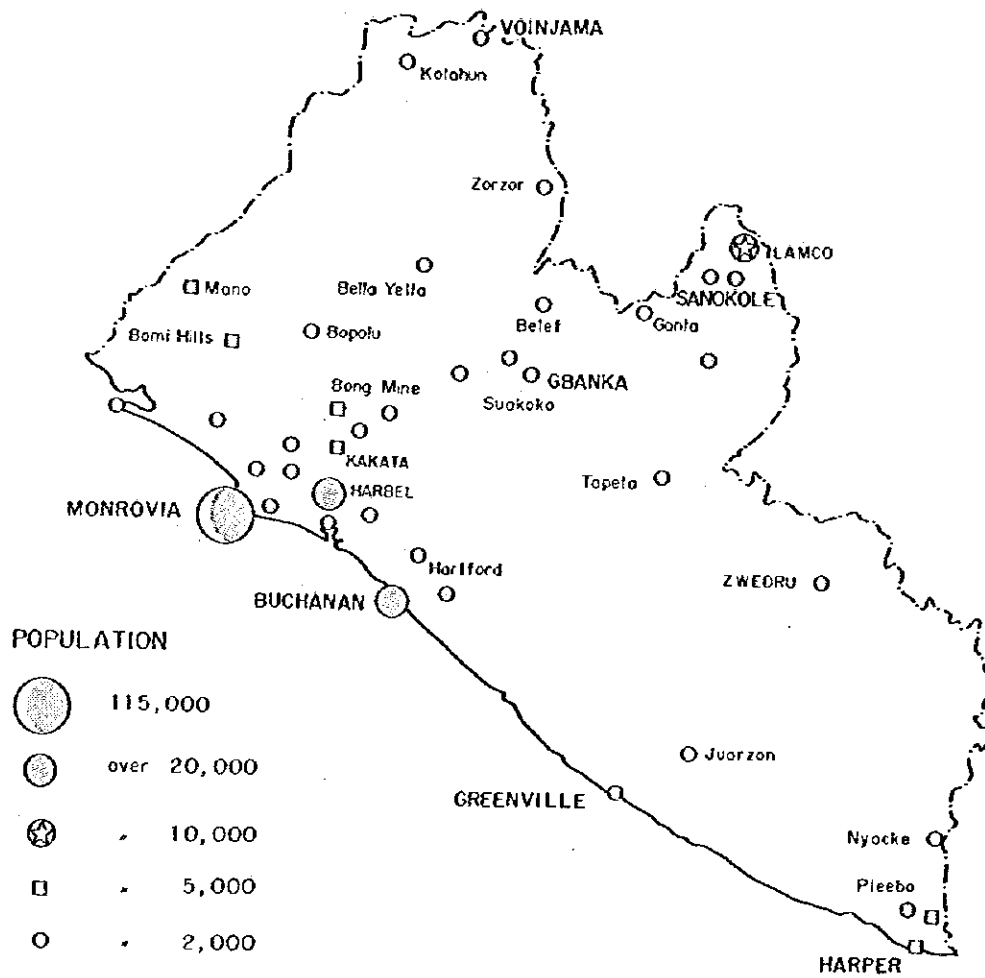 VOINJAMA
Kolahun
Zorzor
LAMCO
Mano
Bella Yella
SANOKOLE
Belef
Ganta
Bomi Hills
Bopolu
Bong Mine
GBANKA
Suakoko
KAKATA
Tapeta
HARBEL
MONROVIA
Hartford
ZWEDRU
BUCHANAN
POPULATION
115,000
over 20,000
" 10,000
" 5,000
" 2,000
Juarzon
GREENVILLE
Nyocke
Pleebo
HARPER